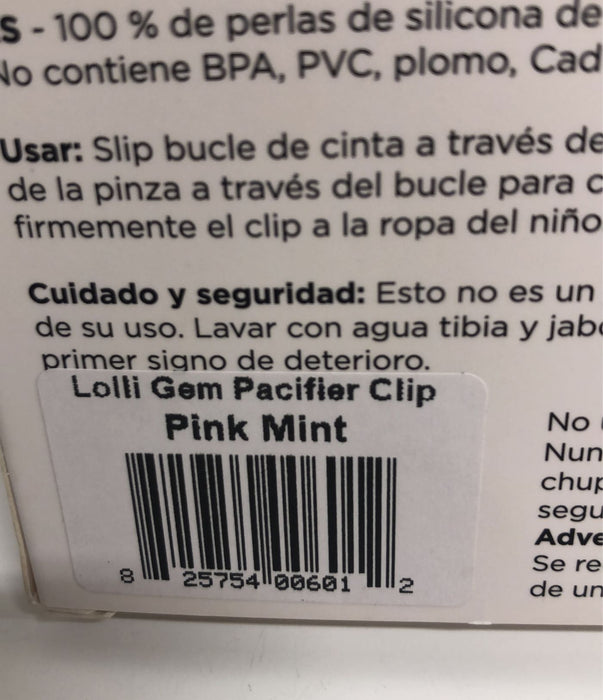 - 100 % de perlas de silicona de
No contiene BPA, PVC, plomo, Cad
Usar: Slip bucle de cinta a través de
de la pinza a través del bucle para c
firmemente el clip a la ropa del niño
Cuidado y seguridad: Esto no es un
de su uso. Lavar con agua tibia y jabo
primer signo de deterioro.
Lolli Gem Pacifier Clip
Pink Mint
8 25754 00601 2
No
Nun
chup
segu
Adve
Se re
de un